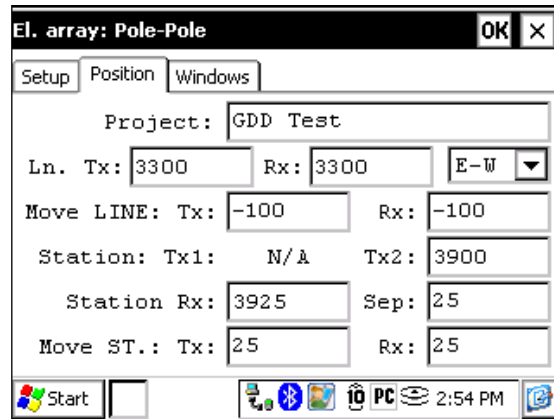 El. array: Pole-Pole OK ×
Setup Position Windows
Project: GDD Test
Ln. Tx: 3300 Rx: 3300 E-W
Move LINE: Tx: -100 Rx: -100
Station: Tx1: N/A Tx2: 3900
Station Rx: 3925 Sep: 25
Move ST.: Tx: 25 Rx: 25
Start PC 2:54 PM